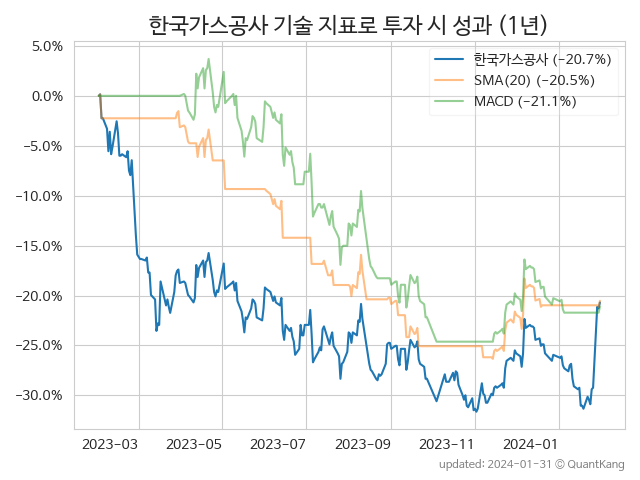 한국가스공사 기술 지표로 투자 시 성과 (1년)
5.0%
0.0%
−5.0%
−10.0%
−15.0%
−20.0%
−25.0%
−30.0%
한국가스공사 (−20.7%)
SMA(20) (−20.5%)
MACD (−21.1%)
2023-03 2023-05 2023-07 2023-09 2023-11 2024-01
updated: 2024-01-31 © QuantKang